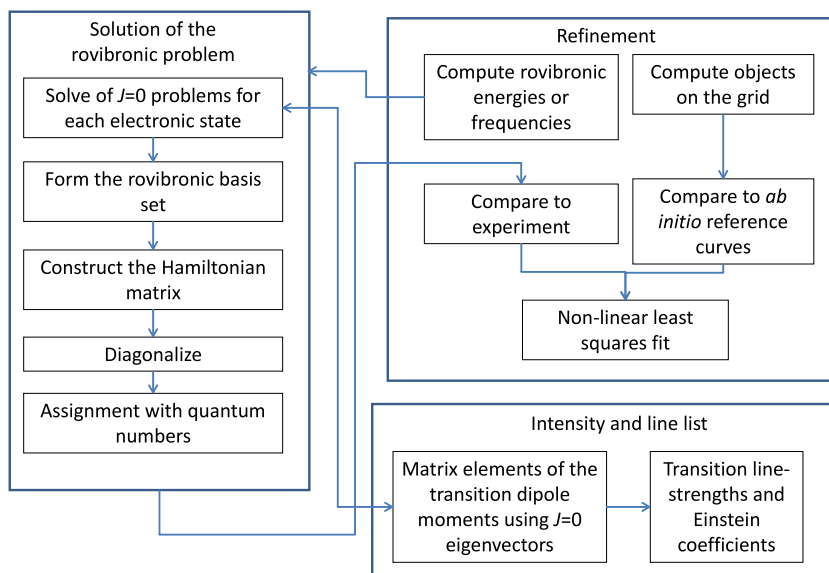 Solution of the
rovibronic problem
Solve of J=0 problems for
each electronic state
Form the rovibronic basis
set
Construct the Hamiltonian
matrix
Diagonalize
Assignment with quantum
numbers
Refinement
Compute rovibronic
energies or
frequencies
Compute objects
on the grid
Compare to
experiment
Compare to ab
initio reference
curves
Non-linear least
squares fit
Intensity and line list
Matrix elements of the
transition dipole
moments using J=0
eigenvectors
Transition line-
strengths and
Einstein
coefficients